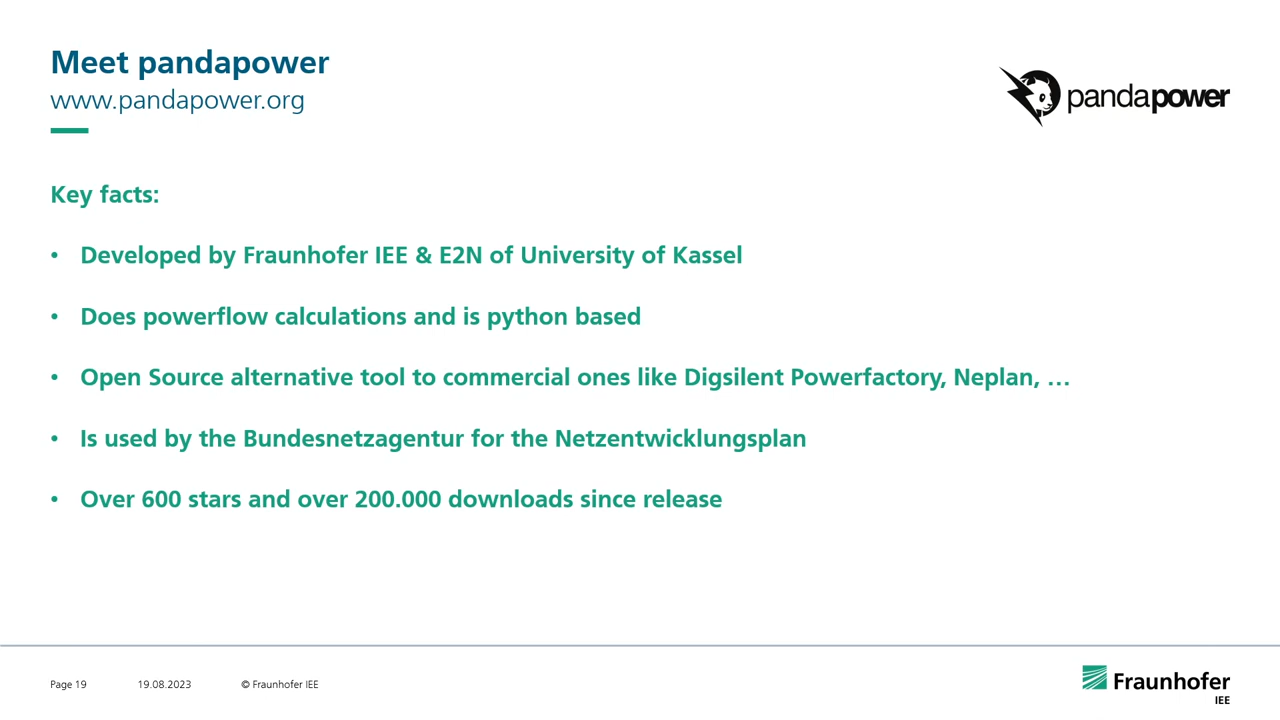 Meet pandapower
www.pandapower.org
pandapower
Key facts:
• Developed by Fraunhofer IEE & E2N of University of Kassel
• Does powerflow calculations and is python based
• Open Source alternative tool to commercial ones like Digsilent Powerfactory, Neplan, …
• Is used by the Bundesnetzagentur for the Netzentwicklungsplan
• Over 600 stars and over 200.000 downloads since release
Page 19 19.08.2023 © Fraunhofer IEE
Fraunhofer
IEE